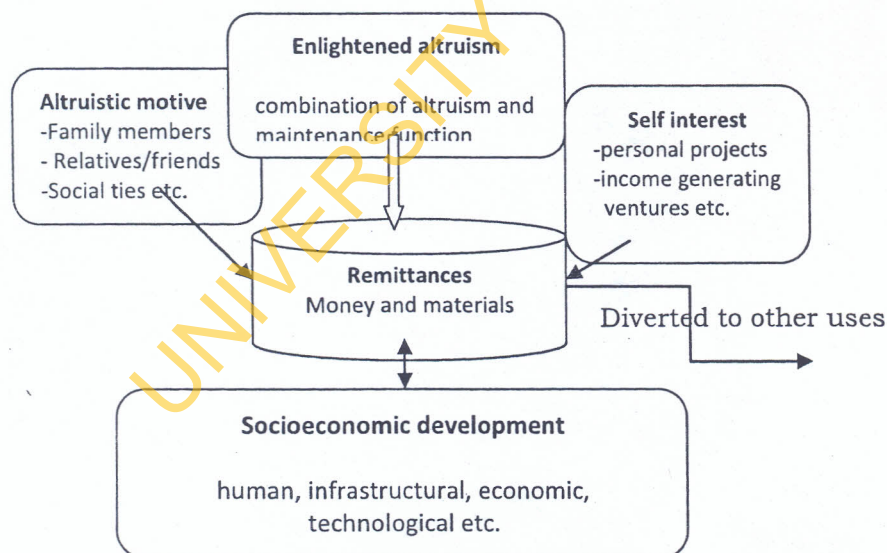 Enlightened altruism
combination of altruism and
maintenance function
Altruistic motive
-Family members
- Relatives/friends
-Social ties etc.
Self interest
-personal projects
-income generating
ventures etc.
Remittances
Money and materials
Diverted to other uses
Socioeconomic development
human, infrastructural, economic,
technological etc.
UNIVERSITY